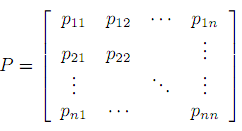 P = [ p₁₁ p₁₂ ⋯ p₁ₙ
p₂₁ p₂₂ ⋮
⋮ ⋱ ⋮
pₙ₁ ⋯ pₙₙ ]